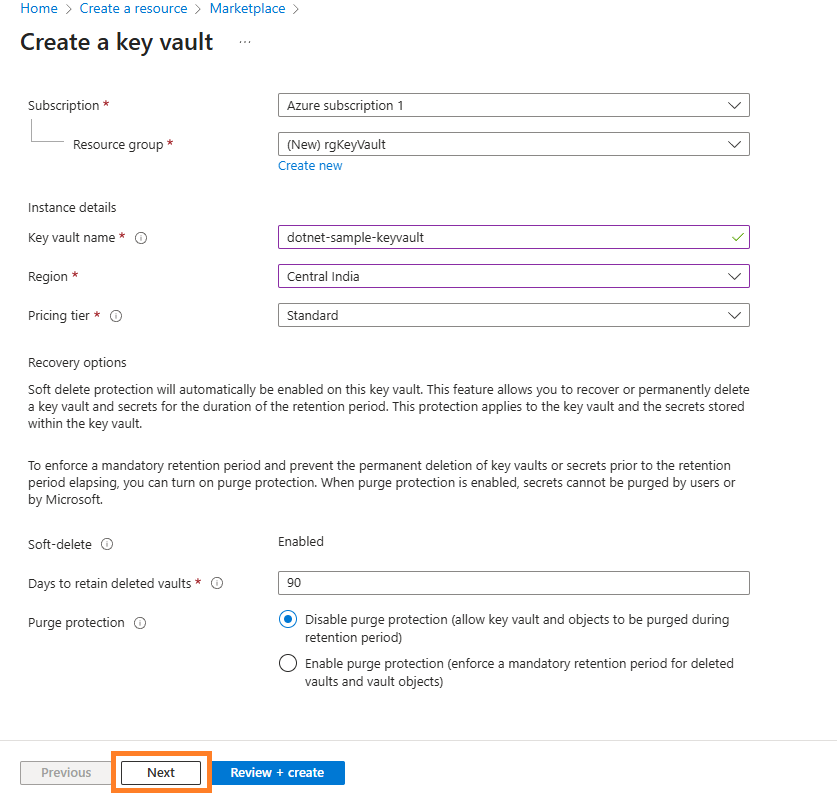 Home > Create a resource > Marketplace >
Create a key vault ...
Subscription * Azure subscription 1
Resource group * (New) rgKeyVault
Create new
Instance details
Key vault name * dotnet-sample-keyvault
Region * Central India
Pricing tier * Standard
Recovery options
Soft delete protection will automatically be enabled on this key vault. This feature allows you to recover or permanently delete
a key vault and secrets for the duration of the retention period. This protection applies to the key vault and the secrets stored
within the key vault.
To enforce a mandatory retention period and prevent the permanent deletion of key vaults or secrets prior to the retention
period elapsing, you can turn on purge protection. When purge protection is enabled, secrets cannot be purged by users or
by Microsoft.
Soft-delete Enabled
Days to retain deleted vaults * 90
Purge protection Disable purge protection (allow key vault and objects to be purged during
retention period)
Enable purge protection (enforce a mandatory retention period for deleted
vaults and vault objects)
Previous Next Review + create